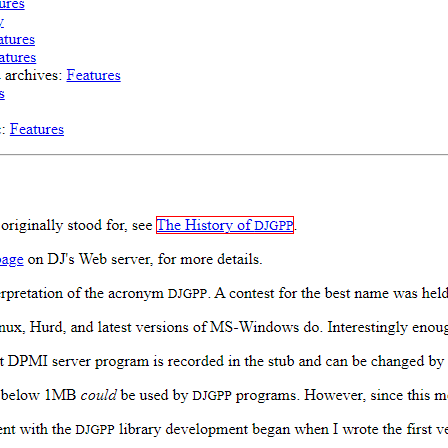 ures
y
atures
atures
archives: Features
s
: Features
originally stood for, see The History of DJGPP.
page on DJ's Web server, for more details.
rpretation of the acronym DJGPP. A contest for the best name was held
nux, Hurd, and latest versions of MS-Windows do. Interestingly enoug
t DPMI server program is recorded in the stub and can be changed by
below 1MB could be used by DJGPP programs. However, since this m
ent with the DJGPP library development began when I wrote the first ve